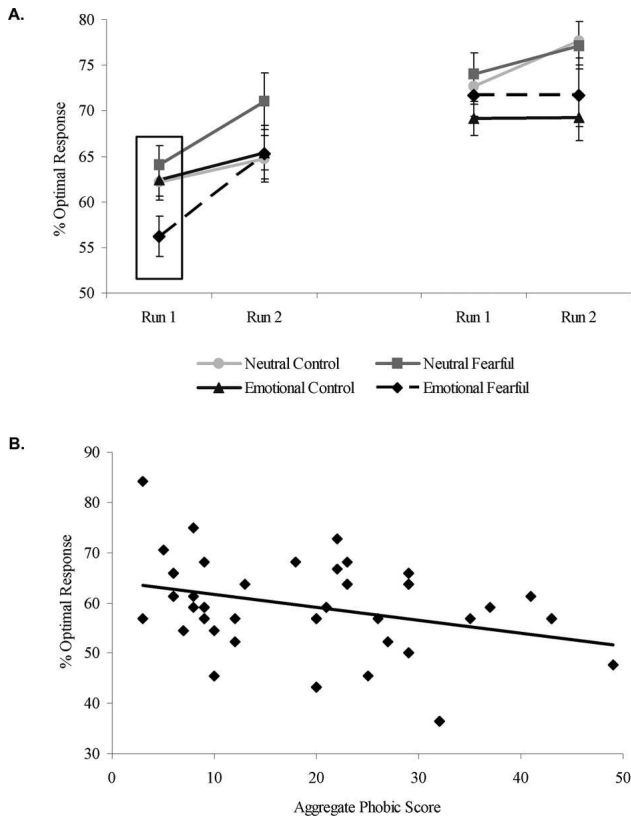 A.
80
75
70
65
60
55
50
% Optimal Response
Run 1 Run 2 Run 1 Run 2
Neutral Control Neutral Fearful
Emotional Control Emotional Fearful
B.
90
80
70
60
50
40
30
% Optimal Response
0 10 20 30 40 50
Aggregate Phobic Score